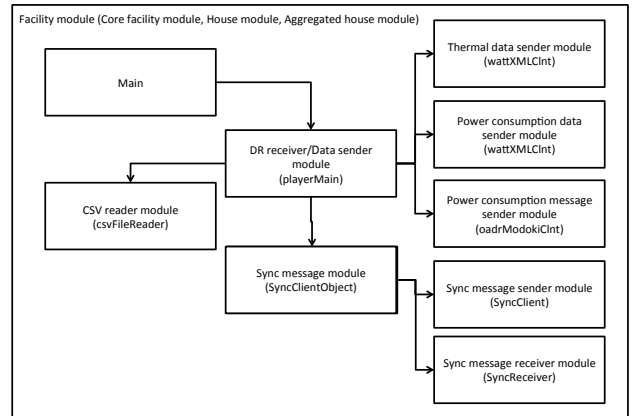 Facility module (Core facility module, House module, Aggregated house module)
Main
Thermal data sender module
(wattXMLClnt)
Power consumption data
sender module
(wattXMLClnt)
DR receiver/Data sender
module
(playerMain)
CSV reader module
(csvFileReader)
Power consumption message
sender module
(oadrModokiClnt)
Sync message module
(SyncClientObject)
Sync message sender module
(SyncClient)
Sync message receiver module
(SyncReceiver)